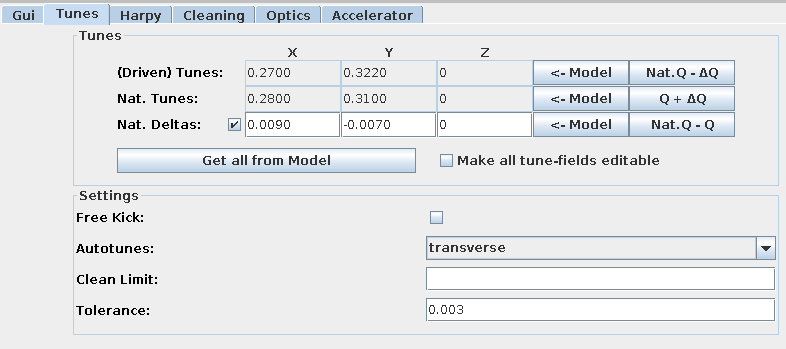 Gui Tunes Harpy Cleaning Optics Accelerator
Tunes
X Y Z
(Driven) Tunes: 0.2700 0.3220 0 <- Model Nat.Q - ΔQ
Nat. Tunes: 0.2800 0.3100 0 <- Model Q + ΔQ
Nat. Deltas: 0.0090 -0.0070 0 <- Model Nat.Q - Q
Get all from Model Make all tune-fields editable
Settings
Free Kick:
Autotunes: transverse
Clean Limit:
Tolerance: 0.003